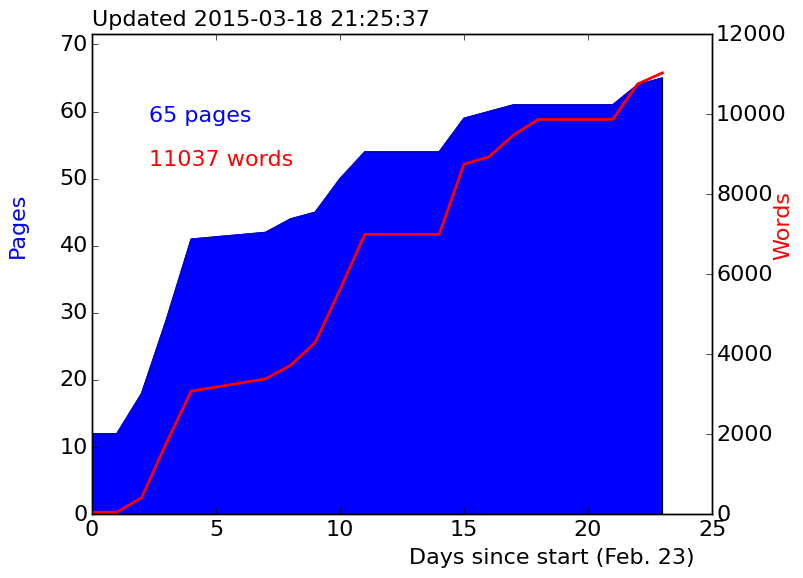 Updated 2015-03-18 21:25:37
70
60
50
40
30
20
10
0
Pages
65 pages
11037 words
12000
10000
8000
6000
4000
2000
0
Words
0 5 10 15 20 25
Days since start (Feb. 23)